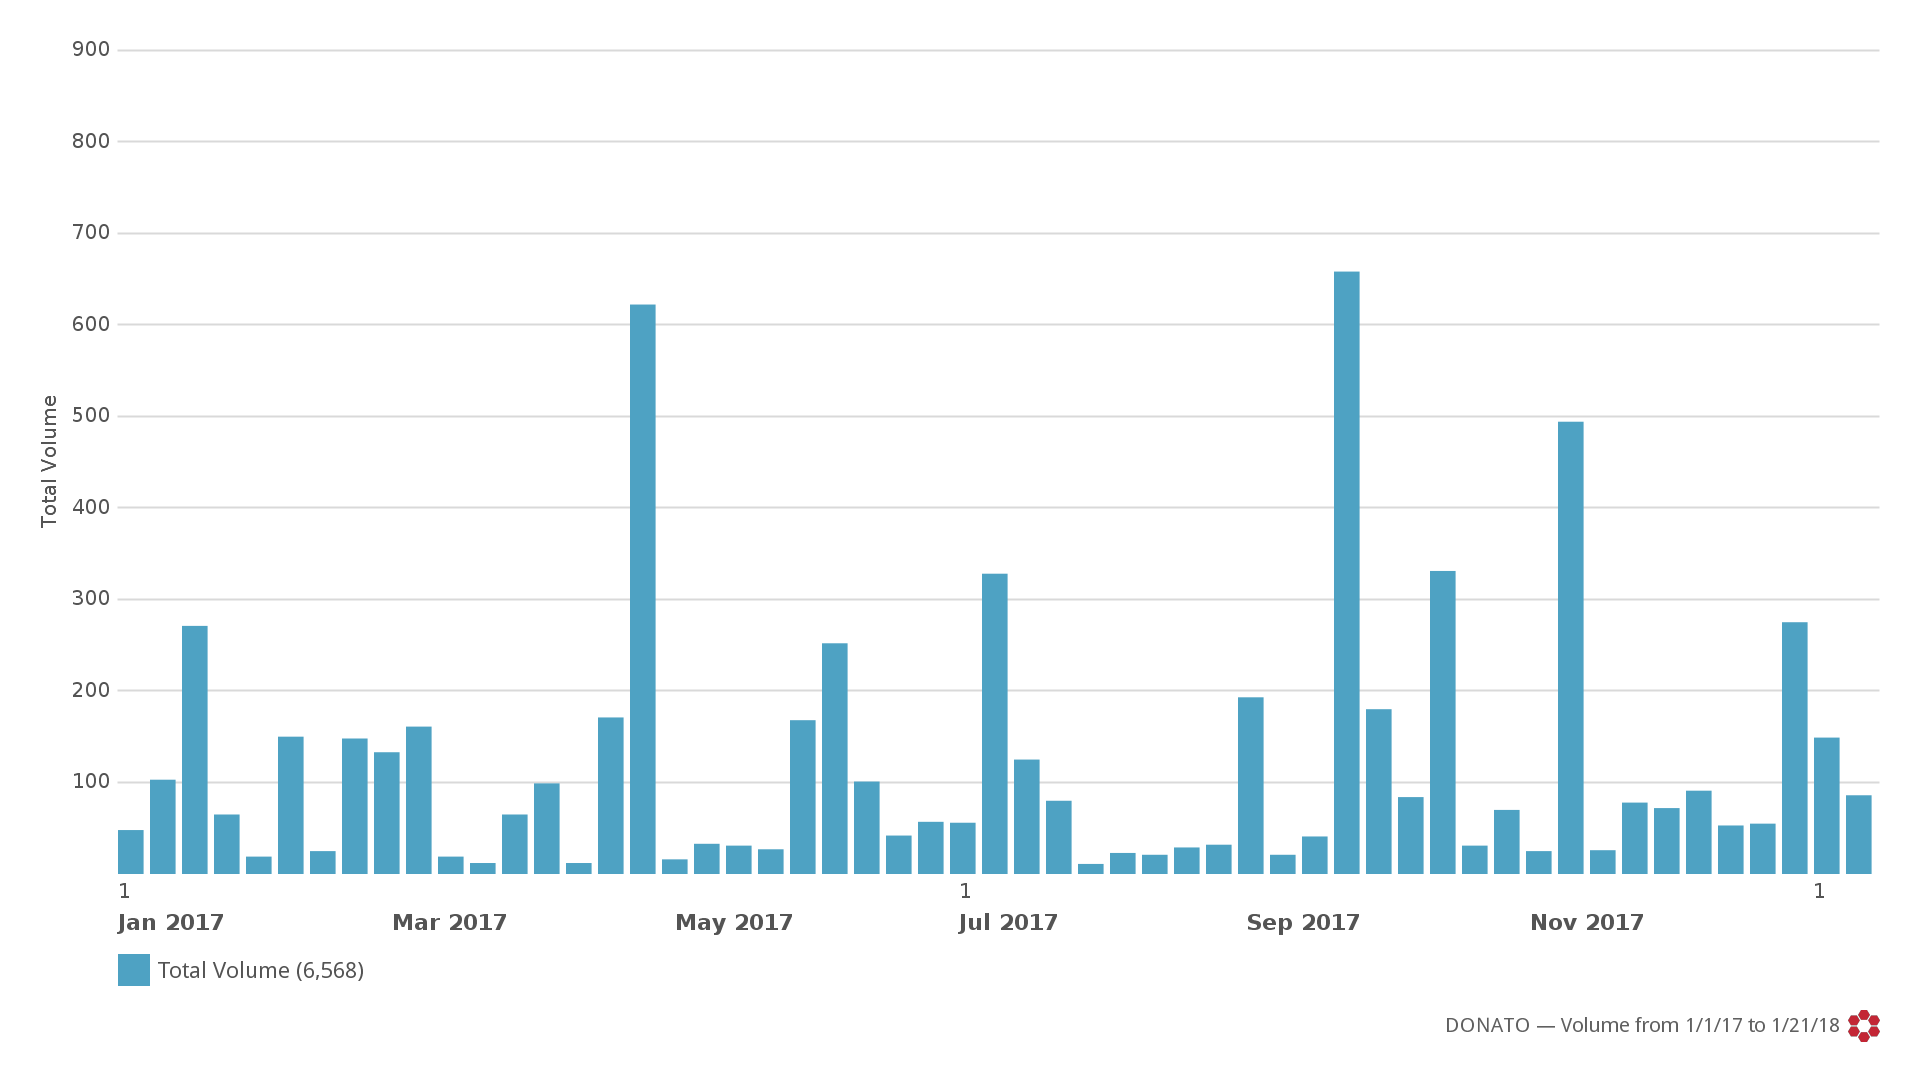 900
800
700
600
500
400
300
200
100
Total Volume
1 1 1
Jan 2017 Mar 2017 May 2017 Jul 2017 Sep 2017 Nov 2017
Total Volume (6,568)
DONATO — Volume from 1/1/17 to 1/21/18